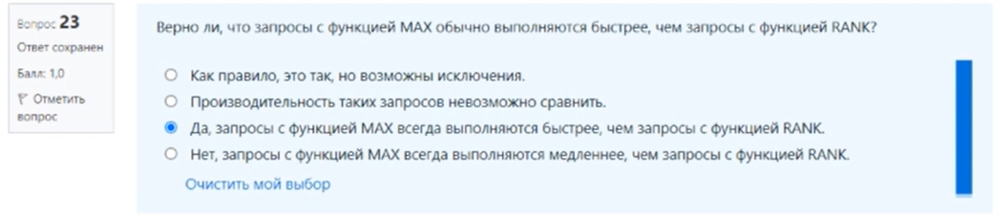 Вопрос 23
Ответ сохранен
Балл: 1,0
Отметить
вопрос
Верно ли, что запросы с функцией MAX обычно выполняются быстрее, чем запросы с функцией RANK?
Как правило, это так, но возможны исключения.
Производительность таких запросов невозможно сравнить.
Да, запросы с функцией MAX всегда выполняются быстрее, чем запросы с функцией RANK.
Нет, запросы с функцией MAX всегда выполняются медленнее, чем запросы с функцией RANK.
Очистить мой выбор